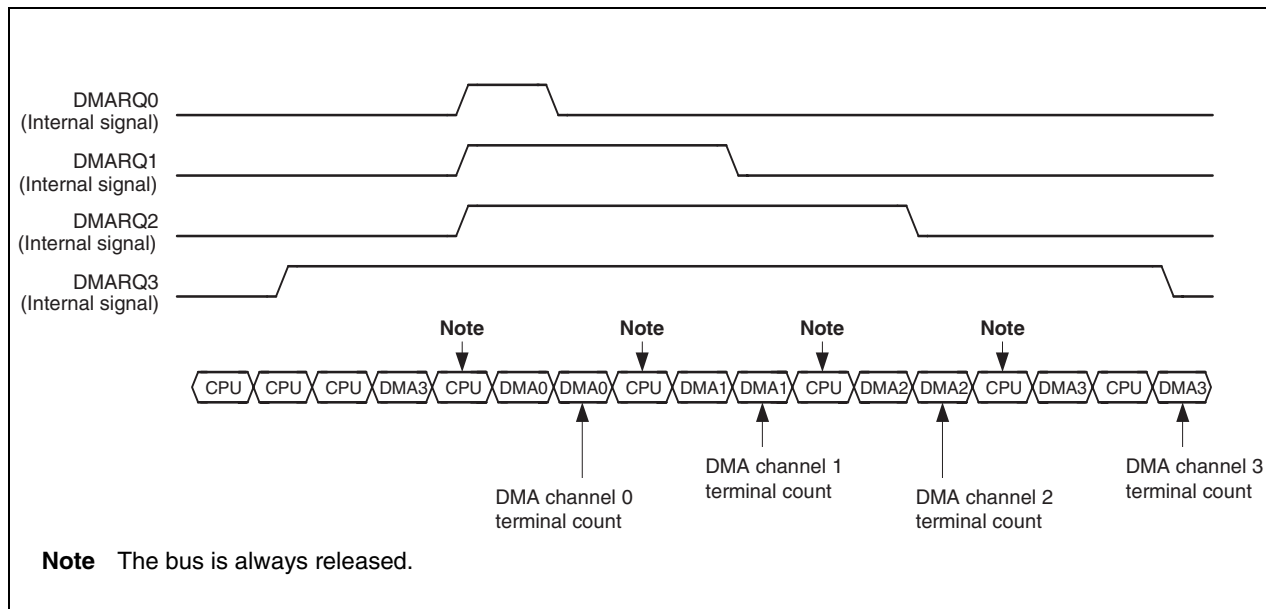 DMARQ0
(Internal signal)
DMARQ1
(Internal signal)
DMARQ2
(Internal signal)
DMARQ3
(Internal signal)
Note Note Note Note
CPU CPU CPU DMA3 CPU DMA0 DMA0 CPU DMA1 DMA1 CPU DMA2 DMA2 CPU DMA3 CPU DMA3
DMA channel 0
terminal count
DMA channel 1
terminal count
DMA channel 2
terminal count
DMA channel 3
terminal count
Note The bus is always released.